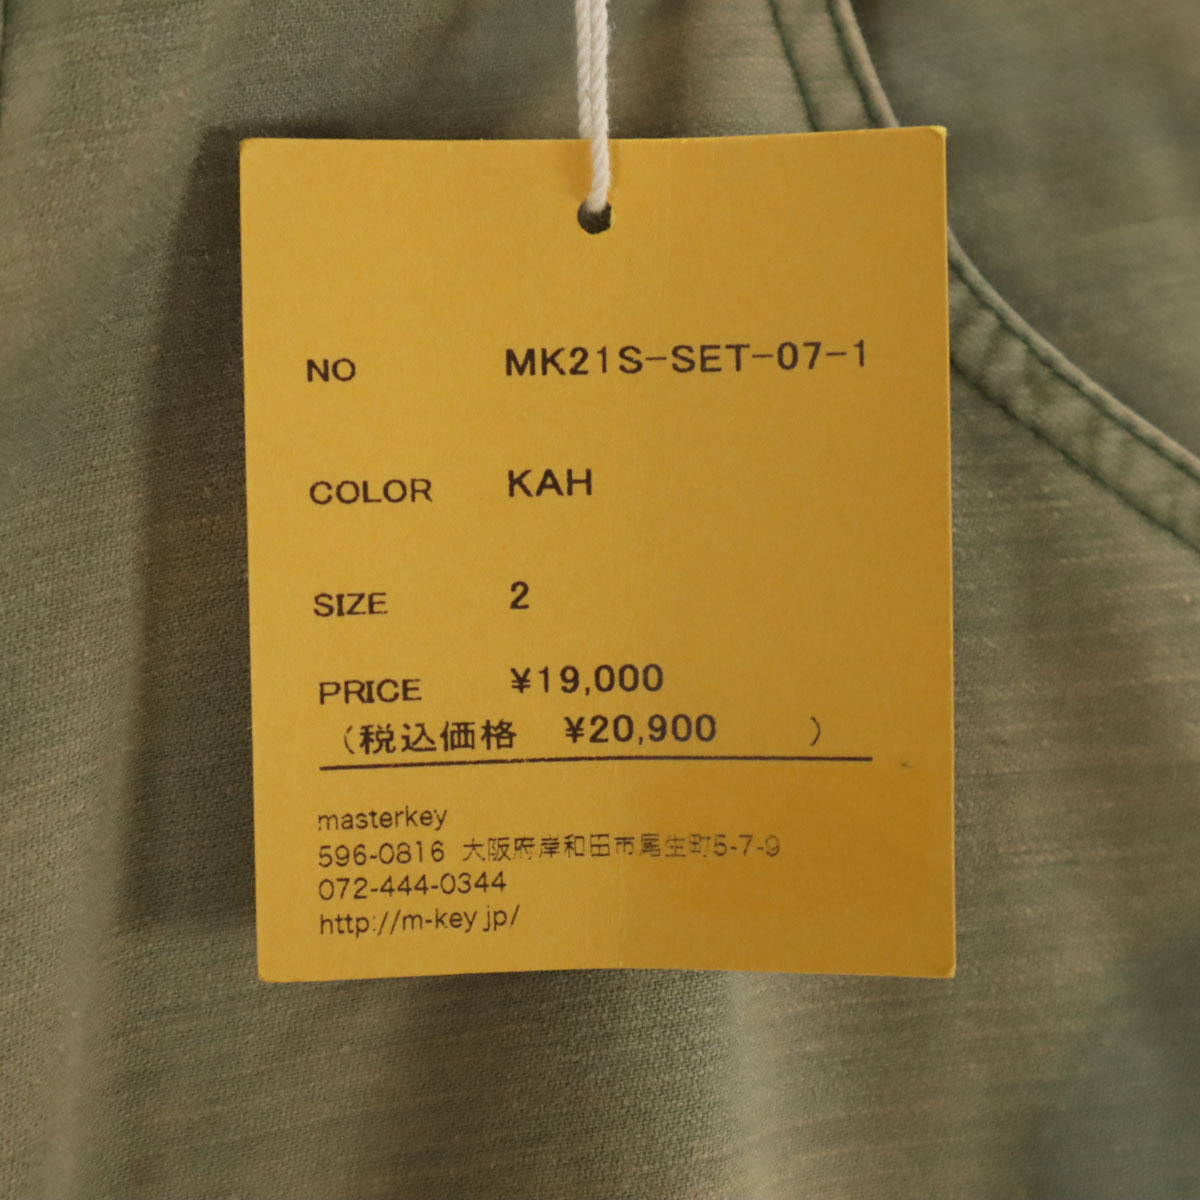 NO MK21S-SET-07-1
COLOR KAH
SIZE 2
PRICE ¥19,000
(税込価格 ¥20,900 )
masterkey
596-0816 大阪府岸和田市尾生町5-7-9
072-444-0344
http://m-key.jp/